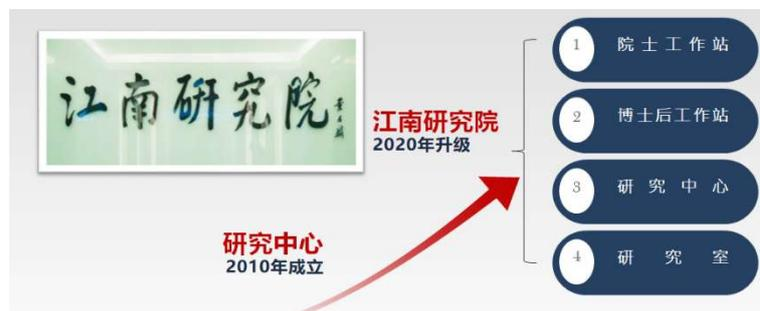 江南研究院
江南研究院
2020年升级
研究中心
2010年成立
1 院士工作站
2 博士后工作站
3 研究中心
4 研究室